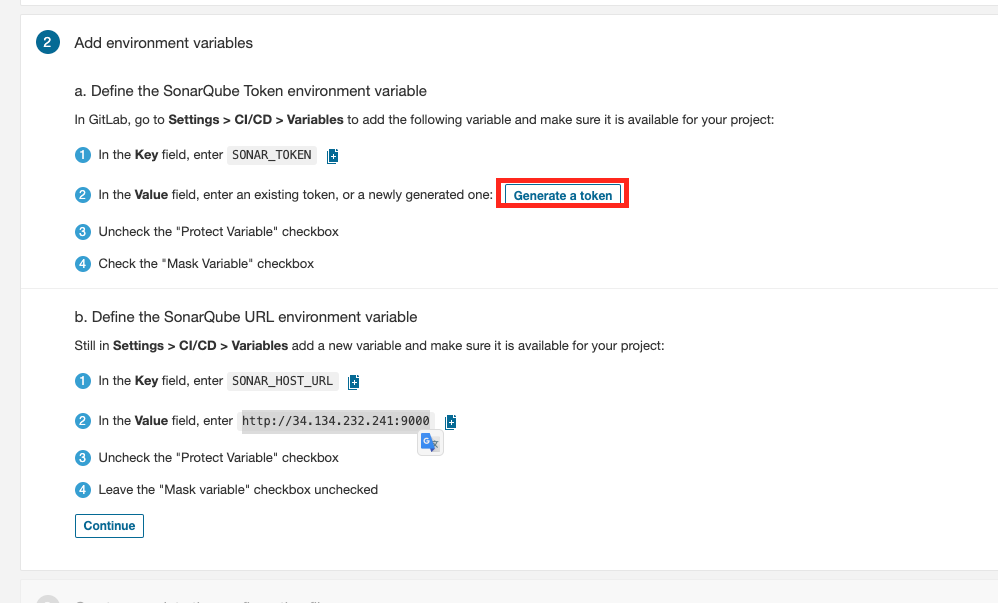 2 Add environment variables
a. Define the SonarQube Token environment variable
In GitLab, go to Settings > CI/CD > Variables to add the following variable and make sure it is available for your project:
1 In the Key field, enter SONAR_TOKEN
2 In the Value field, enter an existing token, or a newly generated one: Generate a token
3 Uncheck the "Protect Variable" checkbox
4 Check the "Mask Variable" checkbox
b. Define the SonarQube URL environment variable
Still in Settings > CI/CD > Variables add a new variable and make sure it is available for your project:
1 In the Key field, enter SONAR_HOST_URL
2 In the Value field, enter http://34.134.232.241:9000
3 Uncheck the "Protect Variable" checkbox
4 Leave the "Mask variable" checkbox unchecked
Continue